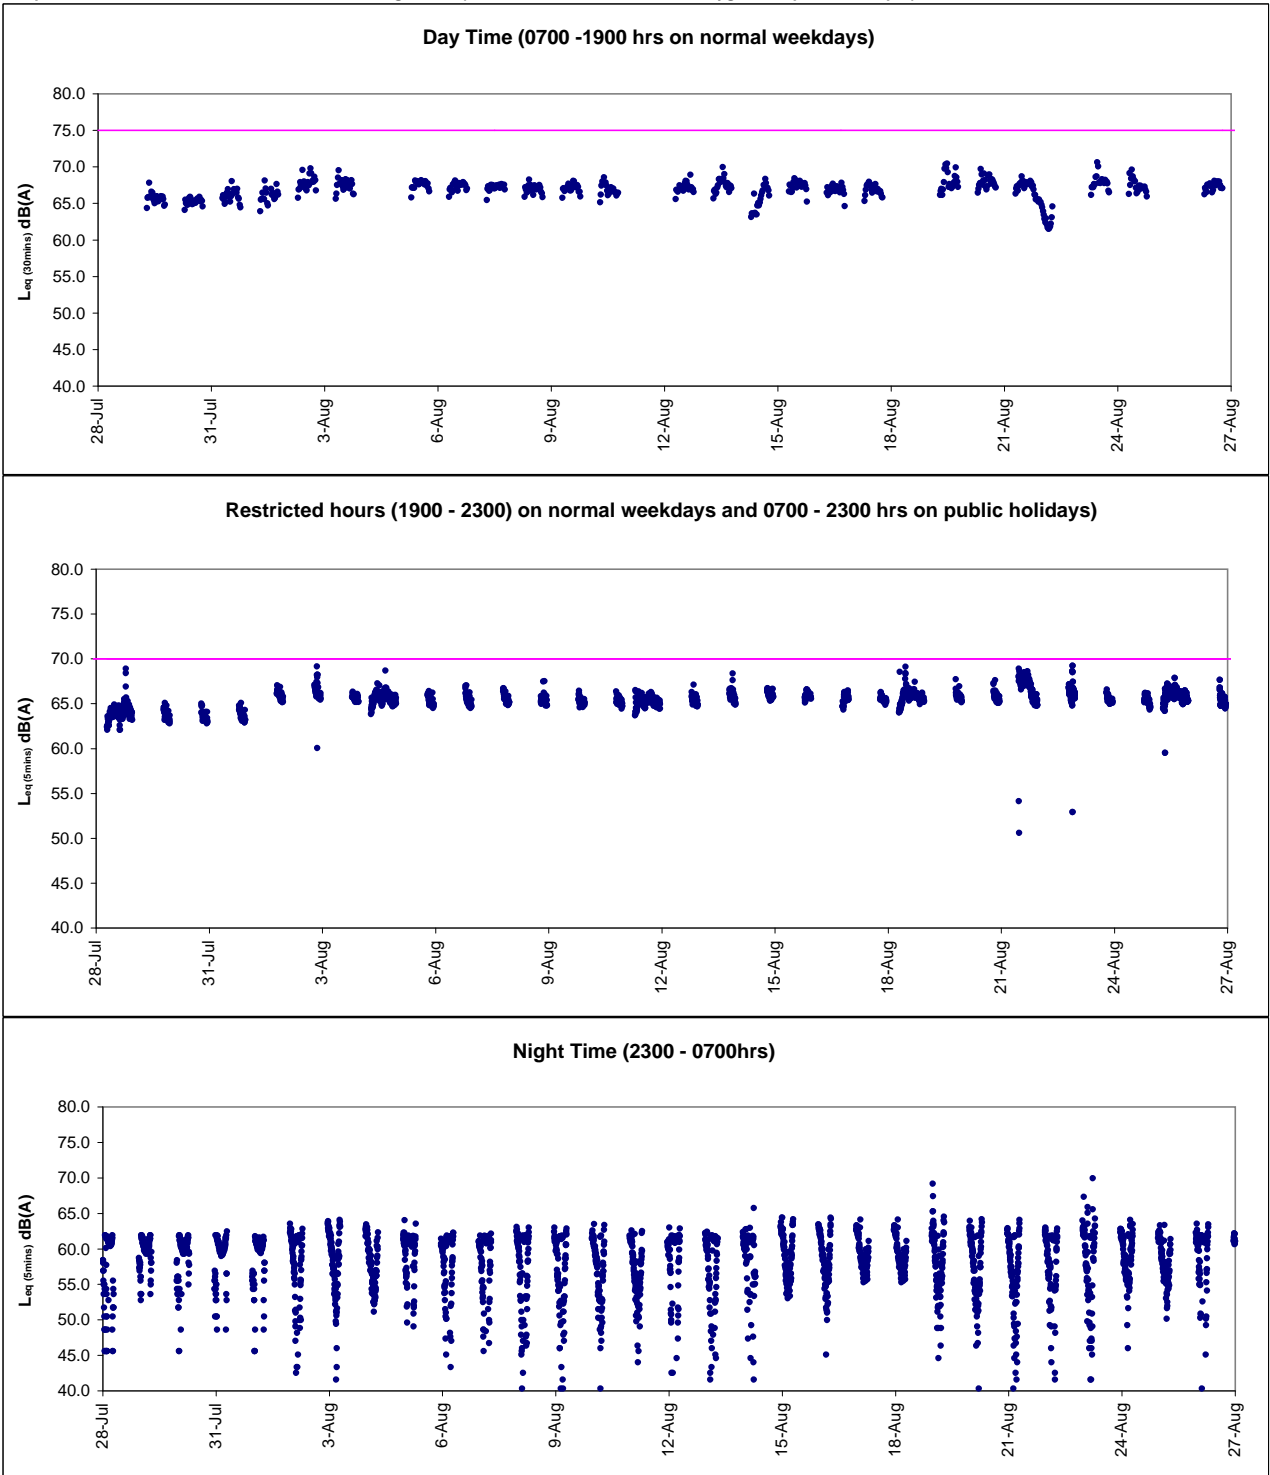 Day Time (0700 -1900 hrs on normal weekdays)
80.0
75.0
70.0
65.0
60.0
55.0
50.0
45.0
40.0
Leq (30mins) dB(A)
28-Jul
31-Jul
3-Aug
6-Aug
9-Aug
12-Aug
15-Aug
18-Aug
21-Aug
24-Aug
27-Aug
Restricted hours (1900 - 2300) on normal weekdays and 0700 - 2300 hrs on public holidays)
80.0
75.0
70.0
65.0
60.0
55.0
50.0
45.0
40.0
Leq (5mins) dB(A)
28-Jul
31-Jul
3-Aug
6-Aug
9-Aug
12-Aug
15-Aug
18-Aug
21-Aug
24-Aug
27-Aug
Night Time (2300 - 0700hrs)
80.0
75.0
70.0
65.0
60.0
55.0
50.0
45.0
40.0
Leq (5mins) dB(A)
28-Jul
31-Jul
3-Aug
6-Aug
9-Aug
12-Aug
15-Aug
18-Aug
21-Aug
24-Aug
27-Aug